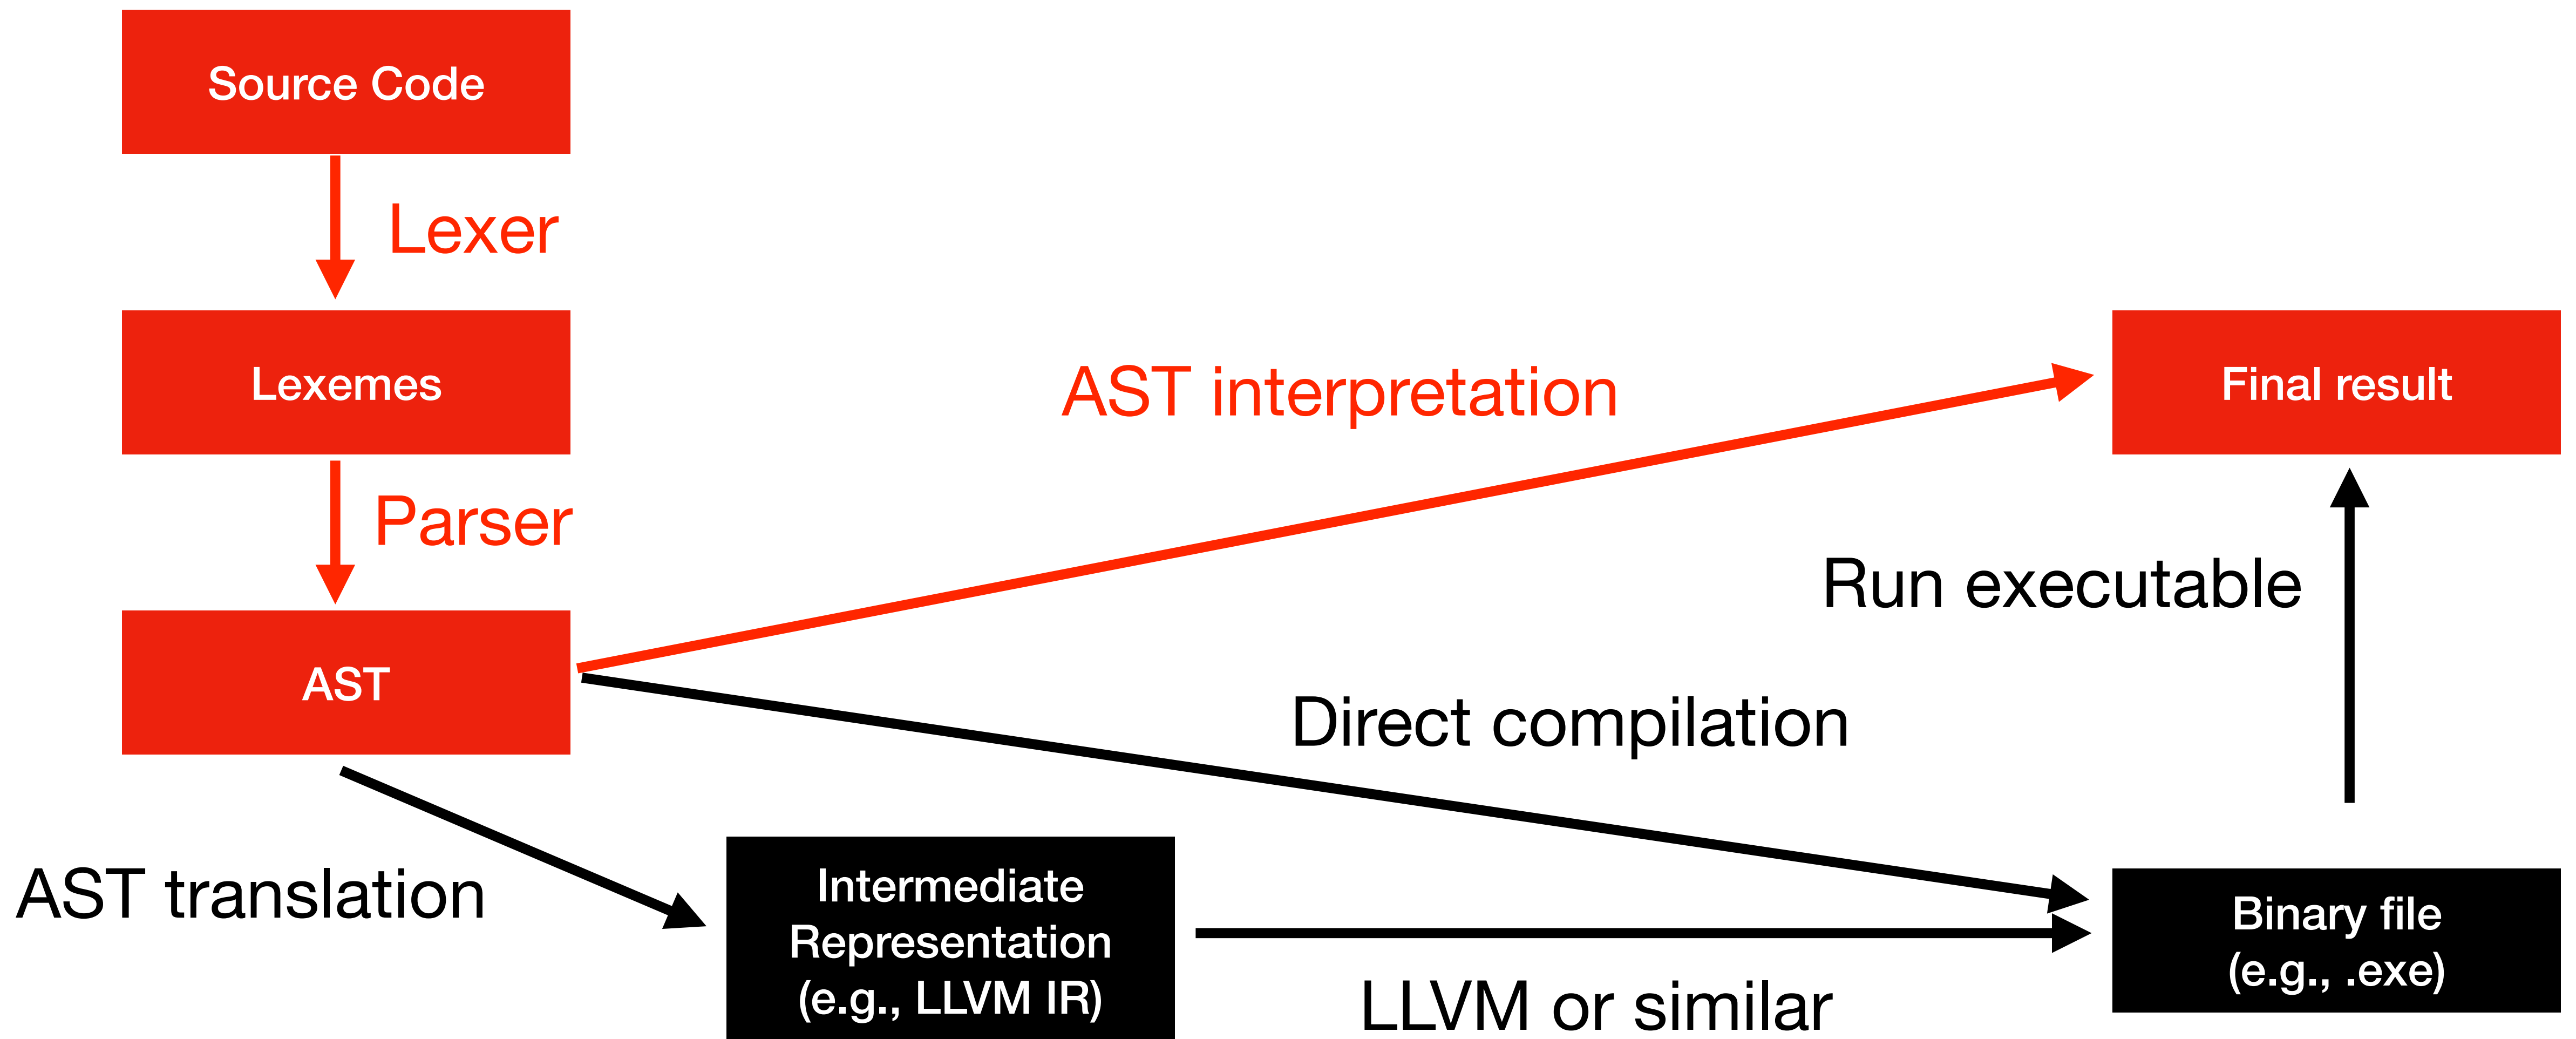 Source Code
Lexer
Lexemes
AST interpretation
Final result
Parser
Run executable
AST
Direct compilation
AST translation
Intermediate
Representation
(e.g., LLVM IR)
LLVM or similar
Binary file
(e.g., .exe)